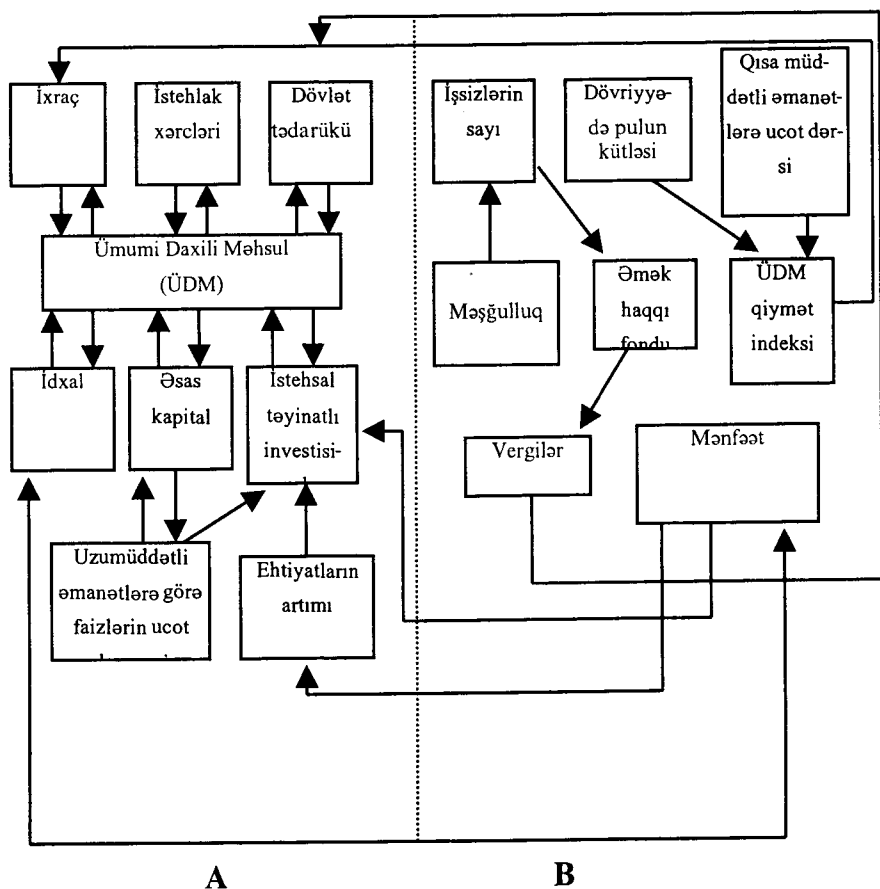 İxraç
İstehlak
xərcləri
Dövlət
tədarükü
İşsizlərin
sayı
Dövriyyə-
də pulun
kütləsi
Qısa müd-
dətli əmanət-
lərə ucot dər-
si
Ümumi Daxili Məhsul
(ÜDM)
Məşğulluq
Əmək
haqqı
fondu
ÜDM
qiymət
indeksi
İdxal
Əsas
kapital
İstehsal
təyinatlı
investisi-
Vergilər
Mənfəət
Uzumüddətli
əmanətlərə görə
faizlərin ucot
Ehtiyatların
artımı
A
B